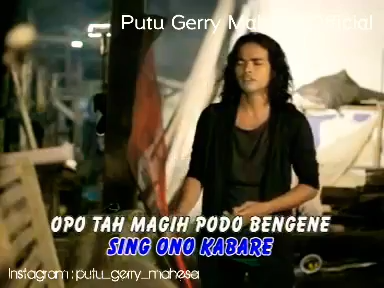 Putu Gerry
OPO TAH MAGIH PODO BENGENE
SING ONO KABARE
Instagram : putu_gerry_mahesa